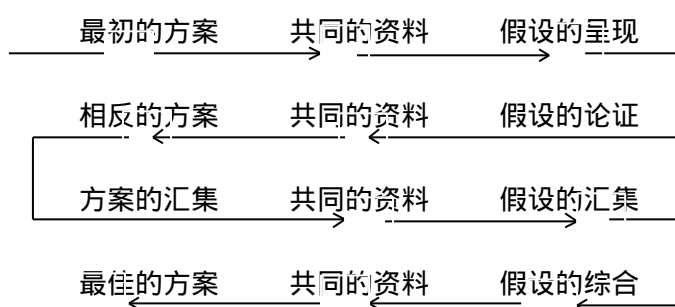 最初的方案 共同的资料 假设的呈现
相反的方案 共同的资料 假设的论证
方案的汇集 共同的资料 假设的汇集
最佳的方案 共同的资料 假设的综合